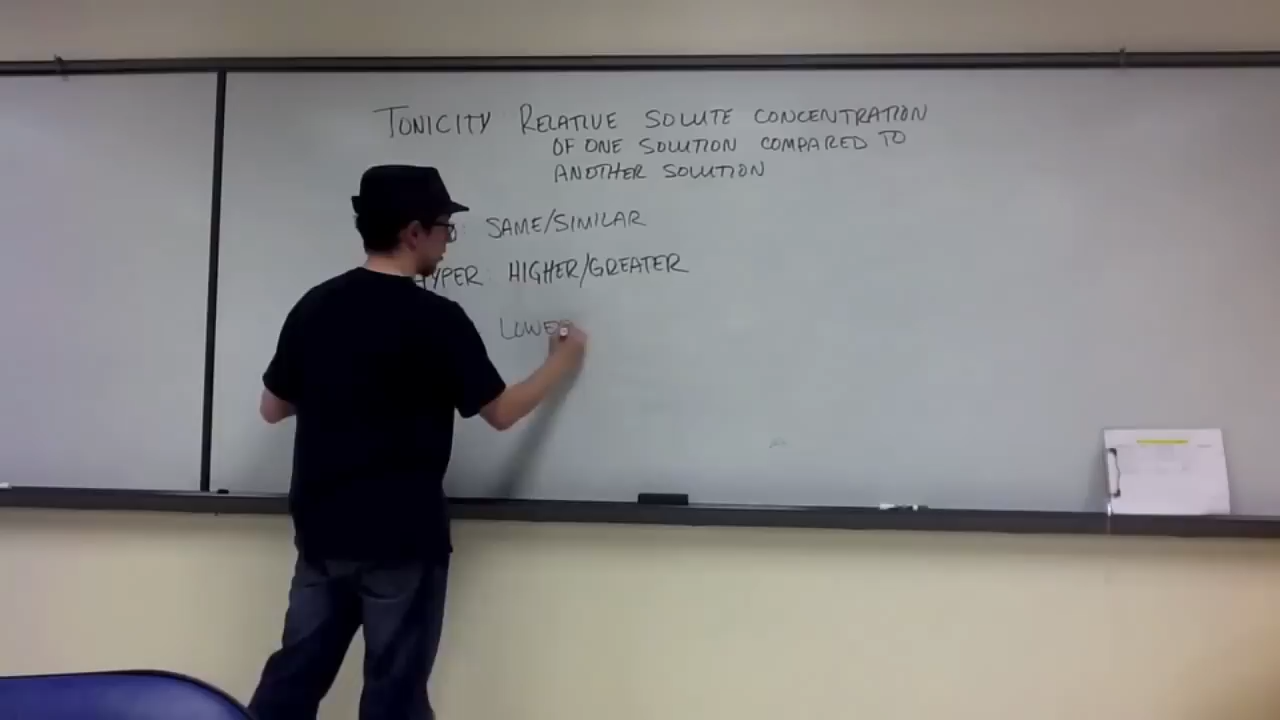 TONICITY RELATIVE SOLUTE CONCENTRATION
OF ONE SOLUTION COMPARED TO
ANOTHER SOLUTION
SAME/SIMILAR
HYPER: HIGHER/GREATER
LOWER